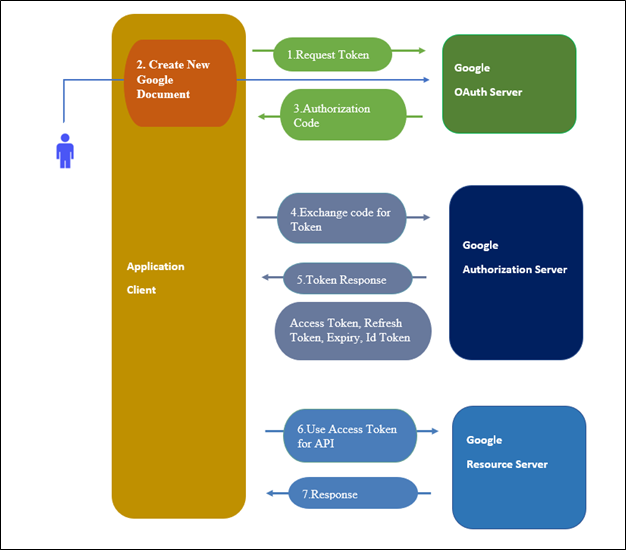 1.Request Token
2. Create New
Google
Document
Google
OAuth Server
3.Authorization
Code
4.Exchange code for
Token
Google
Authorization Server
Application
Client
5.Token Response
Access Token, Refresh
Token, Expiry, Id Token
6.Use Access Token
for API
Google
Resource Server
7.Response